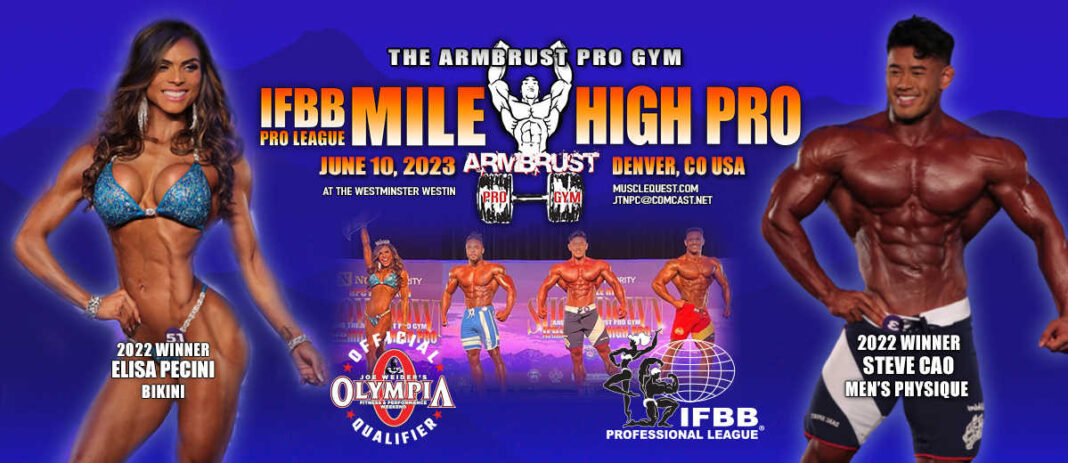 THE ARMBRUST PRO GYM
IFBB
PRO LEAGUE
MILE HIGH PRO
JUNE 10, 2023
ARMBRUST
DENVER, CO USA
AT THE WESTMINSTER WESTIN
PRO GYM
MUSCLEQUEST.COM
JTNPC@COMCAST.NET
51
2022 WINNER
ELISA PECINI
BIKINI
OFFICIAL
JOE WEIDER'S
OLYMPIA
FITNESS & PERFORMANCE
WEEKEND
QUALIFIER
IFBB
PROFESSIONAL LEAGUE®
2022 WINNER
STEVE CAO
MEN'S PHYSIQUE